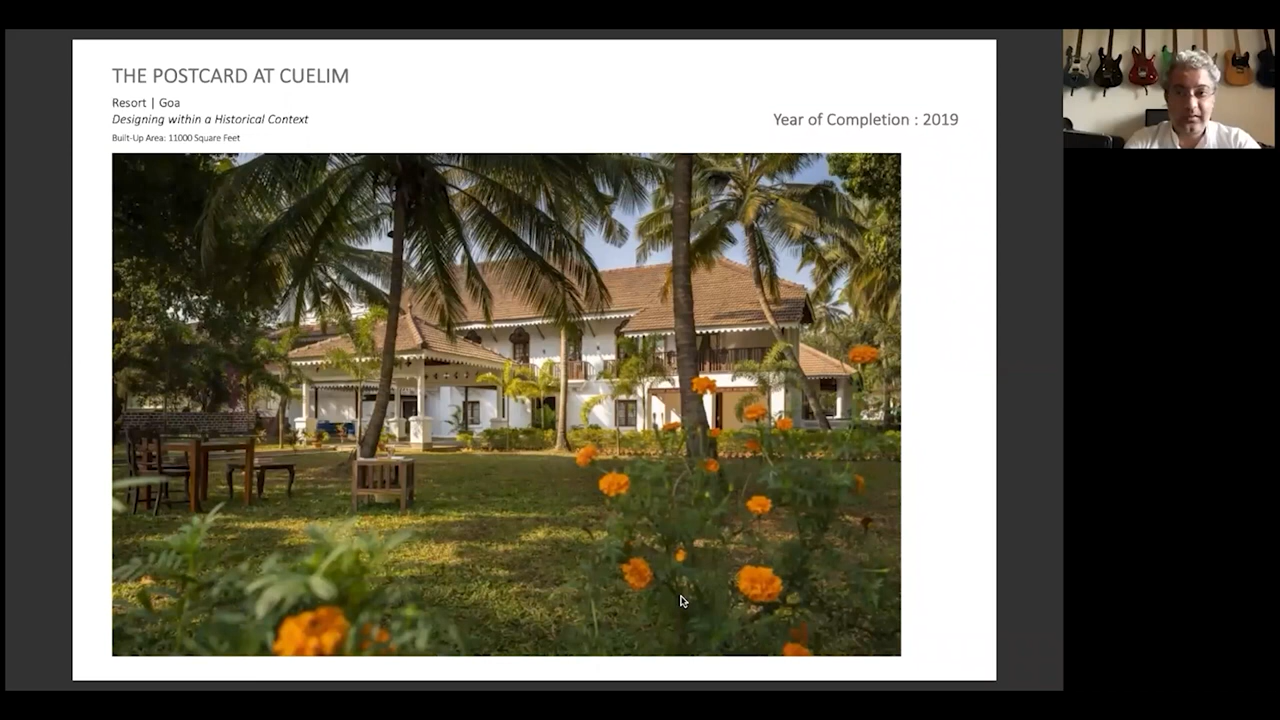 THE POSTCARD AT CUELIM
Resort | Goa
Designing within a Historical Context
Year of Completion : 2019
Built-Up Area: 11000 Square Feet